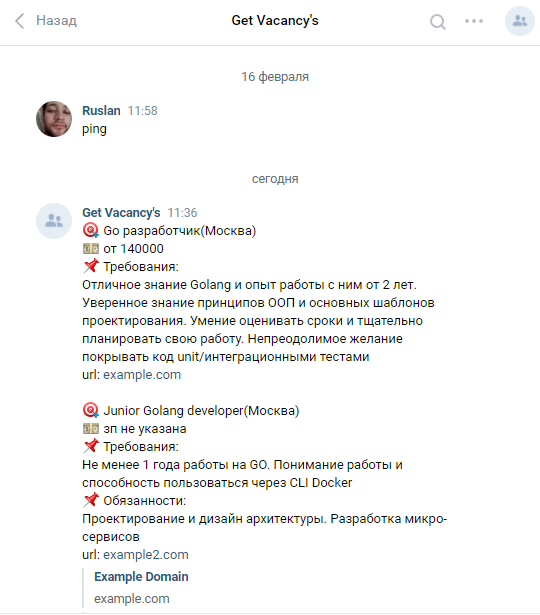 Назад
Get Vacancy's
16 февраля
Ruslan 11:58
ping
сегодня
Get Vacancy's 11:36
Go разработчик(Москва)
от 140000
Требования:
Отличное знание Golang и опыт работы с ним от 2 лет.
Уверенное знание принципов ООП и основных шаблонов
проектирования. Умение оценивать сроки и тщательно
планировать свою работу. Непреодолимое желание
покрывать код unit/интеграционными тестами
url: example.com
Junior Golang developer(Москва)
зп не указана
Требования:
Не менее 1 года работы на GO. Понимание работы и
способность пользоваться через CLI Docker
Обязанности:
Проектирование и дизайн архитектуры. Разработка микро-
сервисов
url: example2.com
Example Domain
example.com